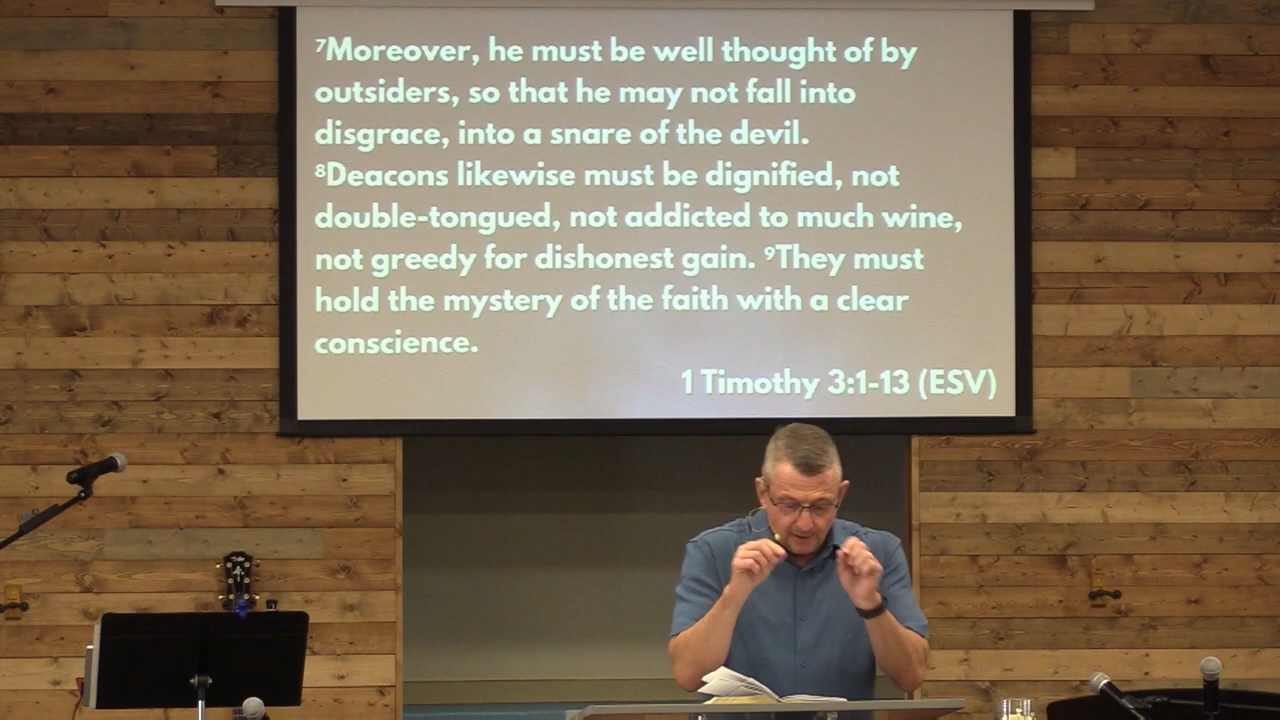 ⁷Moreover, he must be well thought of by
outsiders, so that he may not fall into
disgrace, into a snare of the devil.
⁸Deacons likewise must be dignified, not
double-tongued, not addicted to much wine,
not greedy for dishonest gain. ⁹They must
hold the mystery of the faith with a clear
conscience.
1 Timothy 3:1-13 (ESV)